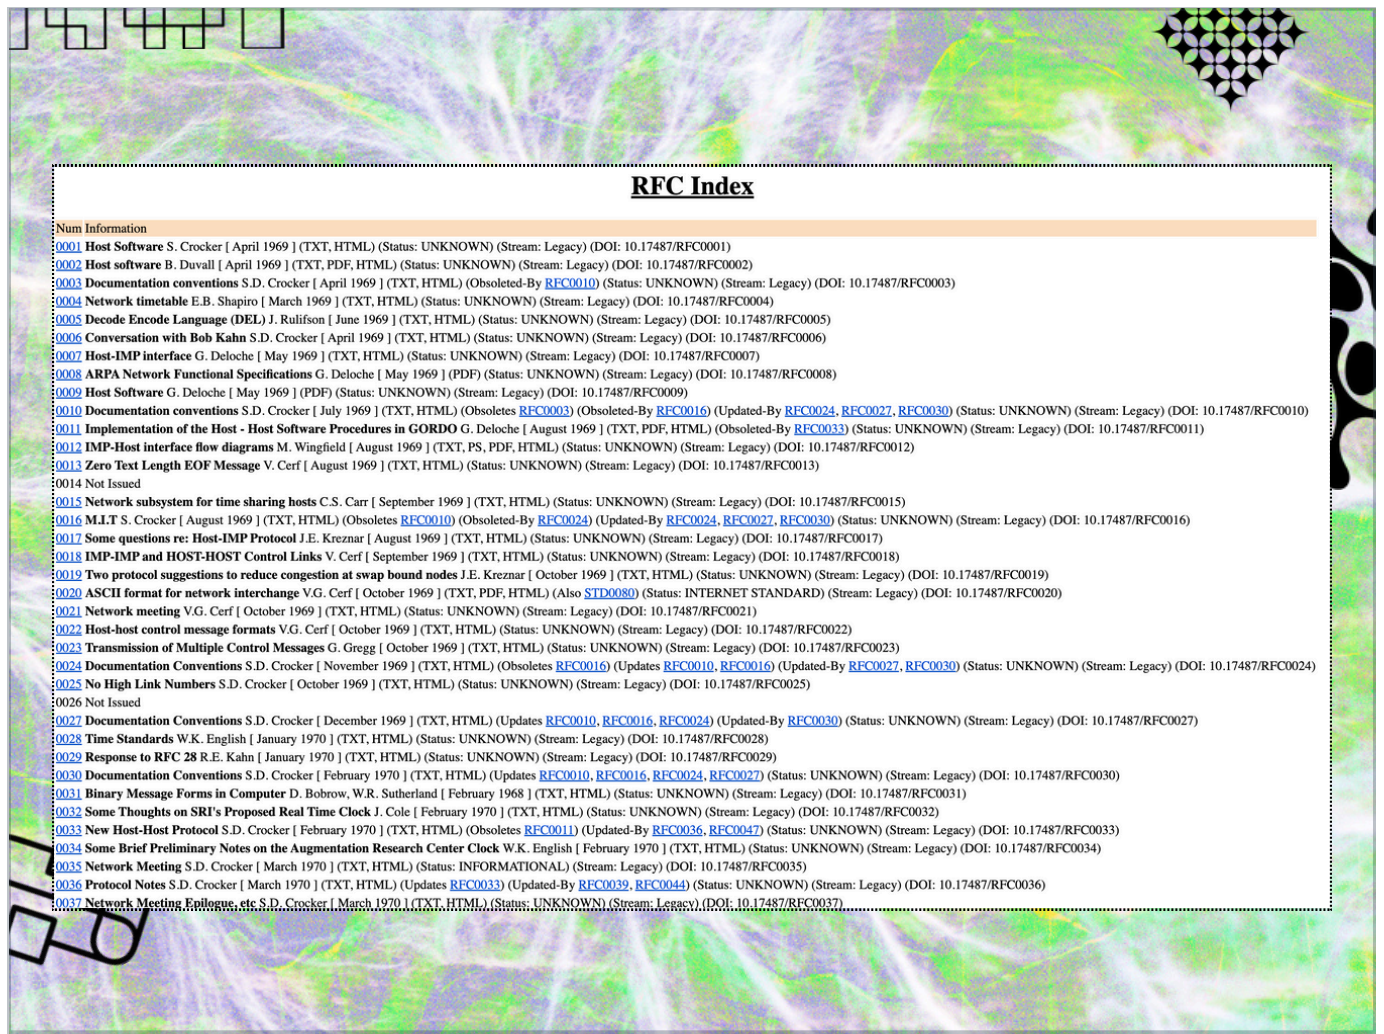 RFC Index
Num Information
0001 Host Software S. Crocker [ April 1969 ] (TXT, HTML) (Status: UNKNOWN) (Stream: Legacy) (DOI: 10.17487/RFC0001)
0002 Host software B. Duvall [ April 1969 ] (TXT, PDF, HTML) (Status: UNKNOWN) (Stream: Legacy) (DOI: 10.17487/RFC0002)
0003 Documentation conventions S.D. Crocker [ April 1969 ] (TXT, HTML) (Obsoleted-By RFC0010) (Status: UNKNOWN) (Stream: Legacy) (DOI: 10.17487/RFC0003)
0004 Network timetable E.B. Shapiro [ March 1969 ] (TXT, HTML) (Status: UNKNOWN) (Stream: Legacy) (DOI: 10.17487/RFC0004)
0005 Decode Encode Language (DEL) J. Rulifson [ June 1969 ] (TXT, HTML) (Status: UNKNOWN) (Stream: Legacy) (DOI: 10.17487/RFC0005)
0006 Conversation with Bob Kahn S.D. Crocker [ April 1969 ] (TXT, HTML) (Status: UNKNOWN) (Stream: Legacy) (DOI: 10.17487/RFC0006)
0007 Host-IMP interface G. Deloche [ May 1969 ] (TXT, HTML) (Status: UNKNOWN) (Stream: Legacy) (DOI: 10.17487/RFC0007)
0008 ARPA Network Functional Specifications G. Deloche [ May 1969 ] (PDF) (Status: UNKNOWN) (Stream: Legacy) (DOI: 10.17487/RFC0008)
0009 Host Software G. Deloche [ May 1969 ] (PDF) (Status: UNKNOWN) (Stream: Legacy) (DOI: 10.17487/RFC0009)
0010 Documentation conventions S.D. Crocker [ July 1969 ] (TXT, HTML) (Obsoletes RFC0003) (Obsoleted-By RFC0016) (Updated-By RFC0024, RFC0027, RFC0030) (Status: UNKNOWN) (Stream: Legacy) (DOI: 10.17487/RFC0010)
0011 Implementation of the Host - Host Software Procedures in GORDO G. Deloche [ August 1969 ] (TXT, PDF, HTML) (Obsoleted-By RFC0033) (Status: UNKNOWN) (Stream: Legacy) (DOI: 10.17487/RFC0011)
0012 IMP-Host interface flow diagrams M. Wingfield [ August 1969 ] (TXT, PS, PDF, HTML) (Status: UNKNOWN) (Stream: Legacy) (DOI: 10.17487/RFC0012)
0013 Zero Text Length EOF Message V. Cerf [ August 1969 ] (TXT, HTML) (Status: UNKNOWN) (Stream: Legacy) (DOI: 10.17487/RFC0013)
0014 Not Issued
0015 Network subsystem for time sharing hosts C.S. Carr [ September 1969 ] (TXT, HTML) (Status: UNKNOWN) (Stream: Legacy) (DOI: 10.17487/RFC0015)
0016 M.I.T S. Crocker [ August 1969 ] (TXT, HTML) (Obsoletes RFC0010) (Obsoleted-By RFC0024) (Updated-By RFC0024, RFC0027, RFC0030) (Status: UNKNOWN) (Stream: Legacy) (DOI: 10.17487/RFC0016)
0017 Some questions re: Host-IMP Protocol J.E. Kreznar [ August 1969 ] (TXT, HTML) (Status: UNKNOWN) (Stream: Legacy) (DOI: 10.17487/RFC0017)
0018 IMP-IMP and HOST-HOST Control Links V. Cerf [ September 1969 ] (TXT, HTML) (Status: UNKNOWN) (Stream: Legacy) (DOI: 10.17487/RFC0018)
0019 Two protocol suggestions to reduce congestion at swap bound nodes J.E. Kreznar [ October 1969 ] (TXT, HTML) (Status: UNKNOWN) (Stream: Legacy) (DOI: 10.17487/RFC0019)
0020 ASCII format for network interchange V.G. Cerf [ October 1969 ] (TXT, PDF, HTML) (Also STD0080) (Status: INTERNET STANDARD) (Stream: Legacy) (DOI: 10.17487/RFC0020)
0021 Network meeting V.G. Cerf [ October 1969 ] (TXT, HTML) (Status: UNKNOWN) (Stream: Legacy) (DOI: 10.17487/RFC0021)
0022 Host-host control message formats V.G. Cerf [ October 1969 ] (TXT, HTML) (Status: UNKNOWN) (Stream: Legacy) (DOI: 10.17487/RFC0022)
0023 Transmission of Multiple Control Messages G. Gregg [ October 1969 ] (TXT, HTML) (Status: UNKNOWN) (Stream: Legacy) (DOI: 10.17487/RFC0023)
0024 Documentation Conventions S.D. Crocker [ November 1969 ] (TXT, HTML) (Obsoletes RFC0016) (Updates RFC0010, RFC0016) (Updated-By RFC0027, RFC0030) (Status: UNKNOWN) (Stream: Legacy) (DOI: 10.17487/RFC0024)
0025 No High Link Numbers S.D. Crocker [ October 1969 ] (TXT, HTML) (Status: UNKNOWN) (Stream: Legacy) (DOI: 10.17487/RFC0025)
0026 Not Issued
0027 Documentation Conventions S.D. Crocker [ December 1969 ] (TXT, HTML) (Updates RFC0010, RFC0016, RFC0024) (Updated-By RFC0030) (Status: UNKNOWN) (Stream: Legacy) (DOI: 10.17487/RFC0027)
0028 Time Standards W.K. English [ January 1970 ] (TXT, HTML) (Status: UNKNOWN) (Stream: Legacy) (DOI: 10.17487/RFC0028)
0029 Response to RFC 28 R.E. Kahn [ January 1970 ] (TXT, HTML) (Status: UNKNOWN) (Stream: Legacy) (DOI: 10.17487/RFC0029)
0030 Documentation Conventions S.D. Crocker [ February 1970 ] (TXT, HTML) (Updates RFC0010, RFC0016, RFC0024, RFC0027) (Status: UNKNOWN) (Stream: Legacy) (DOI: 10.17487/RFC0030)
0031 Binary Message Forms in Computer D. Bobrow, W.R. Sutherland [ February 1968 ] (TXT, HTML) (Status: UNKNOWN) (Stream: Legacy) (DOI: 10.17487/RFC0031)
0032 Some Thoughts on SRI's Proposed Real Time Clock J. Cole [ February 1970 ] (TXT, HTML) (Status: UNKNOWN) (Stream: Legacy) (DOI: 10.17487/RFC0032)
0033 New Host-Host Protocol S.D. Crocker [ February 1970 ] (TXT, HTML) (Obsoletes RFC0011) (Updated-By RFC0036, RFC0047) (Status: UNKNOWN) (Stream: Legacy) (DOI: 10.17487/RFC0033)
0034 Some Brief Preliminary Notes on the Augmentation Research Center Clock W.K. English [ February 1970 ] (TXT, HTML) (Status: UNKNOWN) (Stream: Legacy) (DOI: 10.17487/RFC0034)
0035 Network Meeting S.D. Crocker [ March 1970 ] (TXT, HTML) (Status: INFORMATIONAL) (Stream: Legacy) (DOI: 10.17487/RFC0035)
0036 Protocol Notes S.D. Crocker [ March 1970 ] (TXT, HTML) (Updates RFC0033) (Updated-By RFC0039, RFC0044) (Status: UNKNOWN) (Stream: Legacy) (DOI: 10.17487/RFC0036)
0037 Network Meeting Epilogue, etc S.D. Crocker [ March 1970 ] (TXT, HTML) (Status: UNKNOWN) (Stream: Legacy) (DOI: 10.17487/RFC0037)